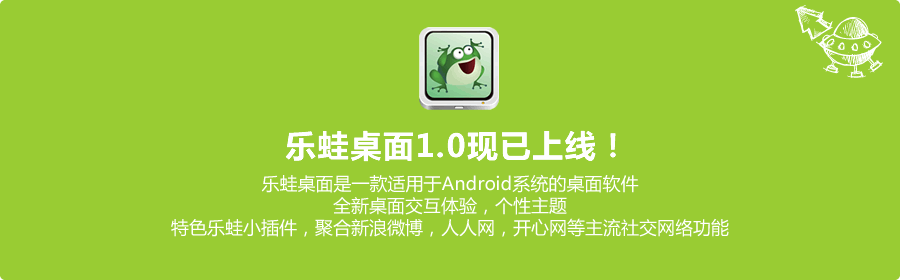 乐蛙桌面1.0现已上线！
乐蛙桌面是一款适用于Android系统的桌面软件
全新桌面交互体验，个性主题
特色乐蛙小插件，聚合新浪微博，人人网，开心网等主流社交网络功能